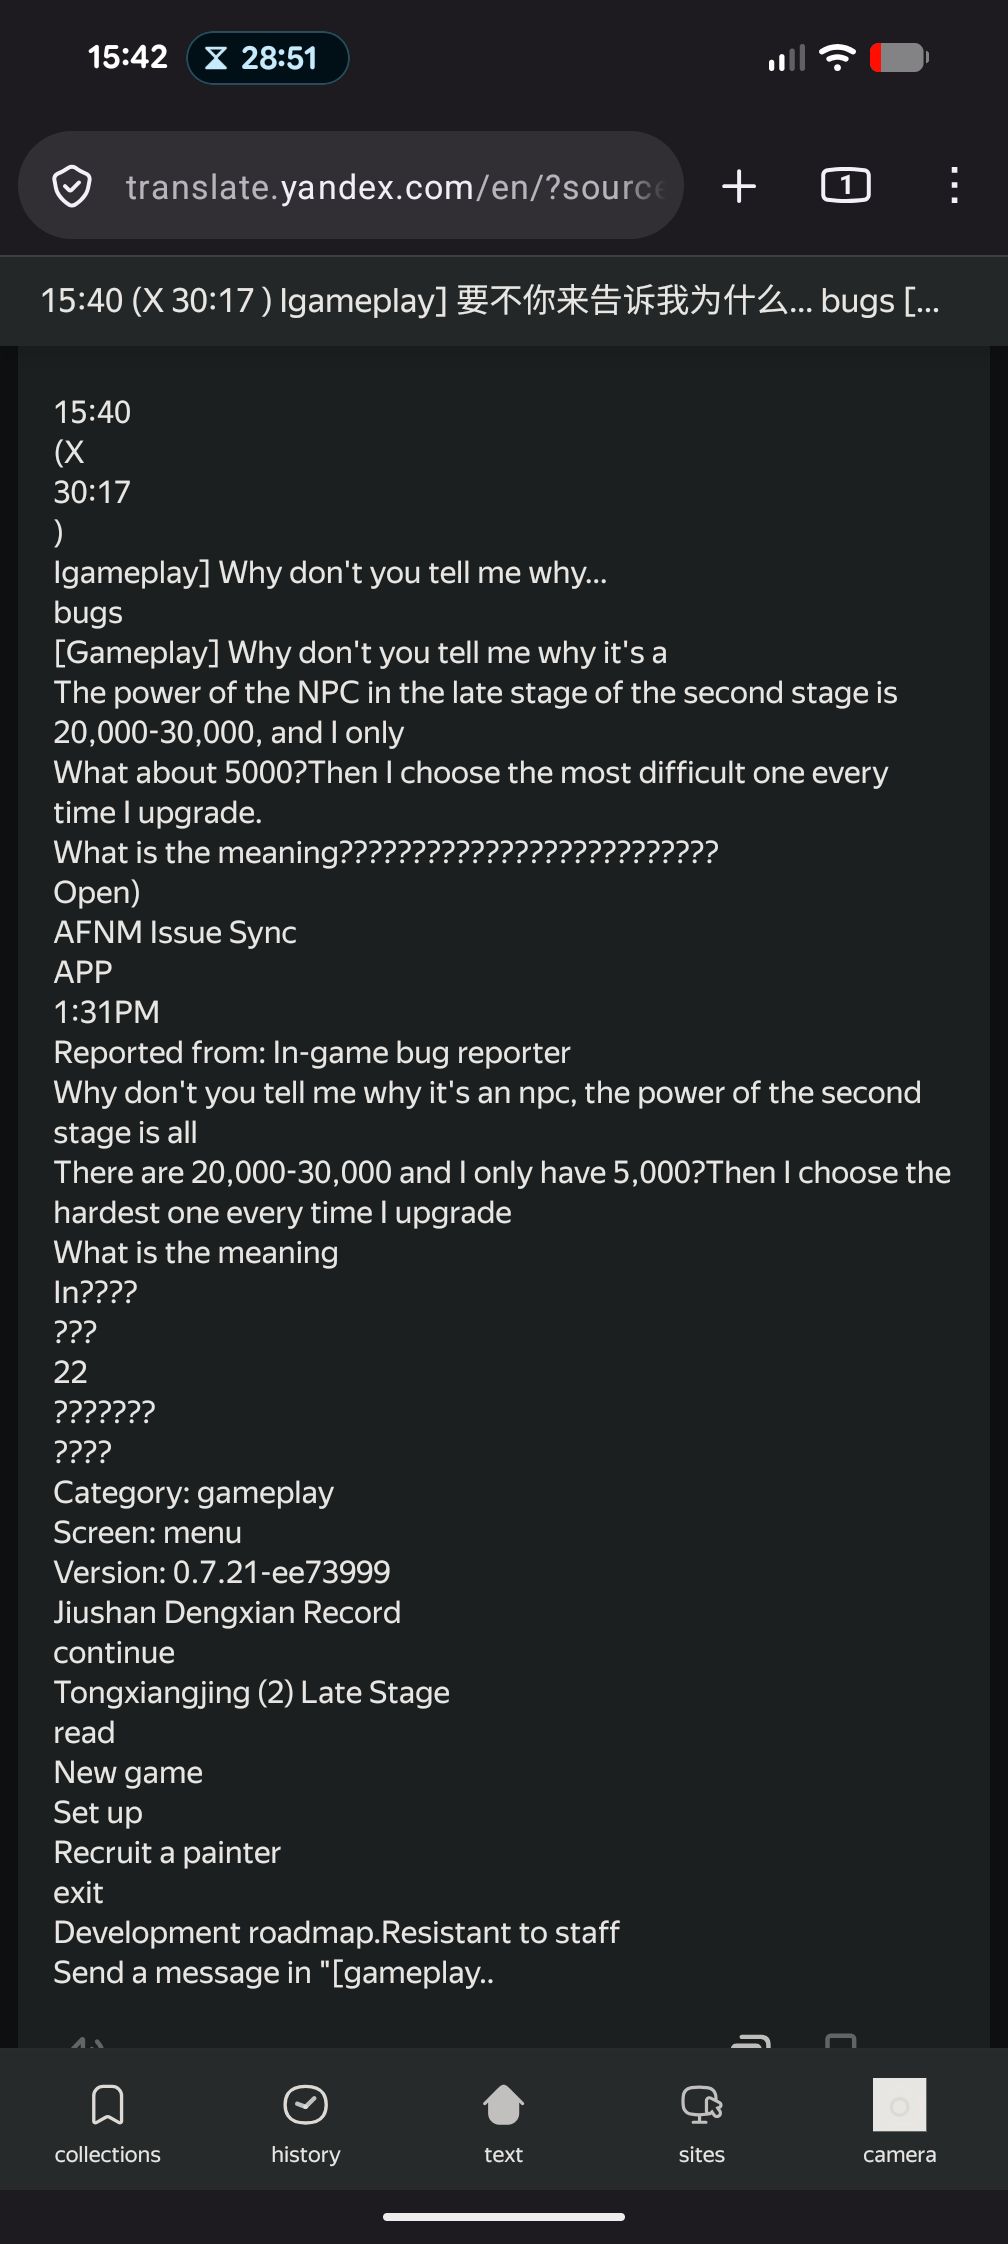 15:42
28:51
translate.yandex.com/en/?source
1
15:40 (X 30:17 ) Igameplay] 要不你来告诉我为什么... bugs [...
15:40
(X
30:17
)
Igameplay] Why don't you tell me why...
bugs
[Gameplay] Why don't you tell me why it's a
The power of the NPC in the late stage of the second stage is
20,000-30,000, and I only
What about 5000?Then I choose the most difficult one every
time I upgrade.
What is the meaning??????????????????????????
Open)
AFNM Issue Sync
APP
1:31PM
Reported from: In-game bug reporter
Why don't you tell me why it's an npc, the power of the second
stage is all
There are 20,000-30,000 and I only have 5,000?Then I choose the
hardest one every time I upgrade
What is the meaning
In????
???
22
???????
????
Category: gameplay
Screen: menu
Version: 0.7.21-ee73999
Jiushan Dengxian Record
continue
Tongxiangjing (2) Late Stage
read
New game
Set up
Recruit a painter
exit
Development roadmap.Resistant to staff
Send a message in "[gameplay..
collections
history
text
sites
camera